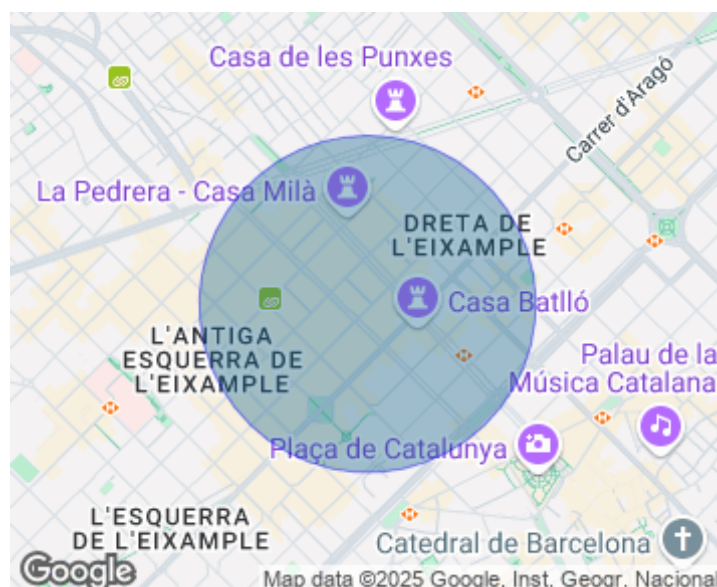 Casa de les Punxes
Carrer d'Aragó
La Pedrera - Casa Milà
DRETA DE
L'EIXAMPLE
Casa Batlló
L'ANTIGA
ESQUERRA DE
L'EIXAMPLE
Palau de la
Música Catalana
Plaça de Catalunya
L'ESQUERRA
DE L'EIXAMPLE
Catedral de Barcelona
Google
Map data ©2025 Google, Inst. Geogr. Nacional